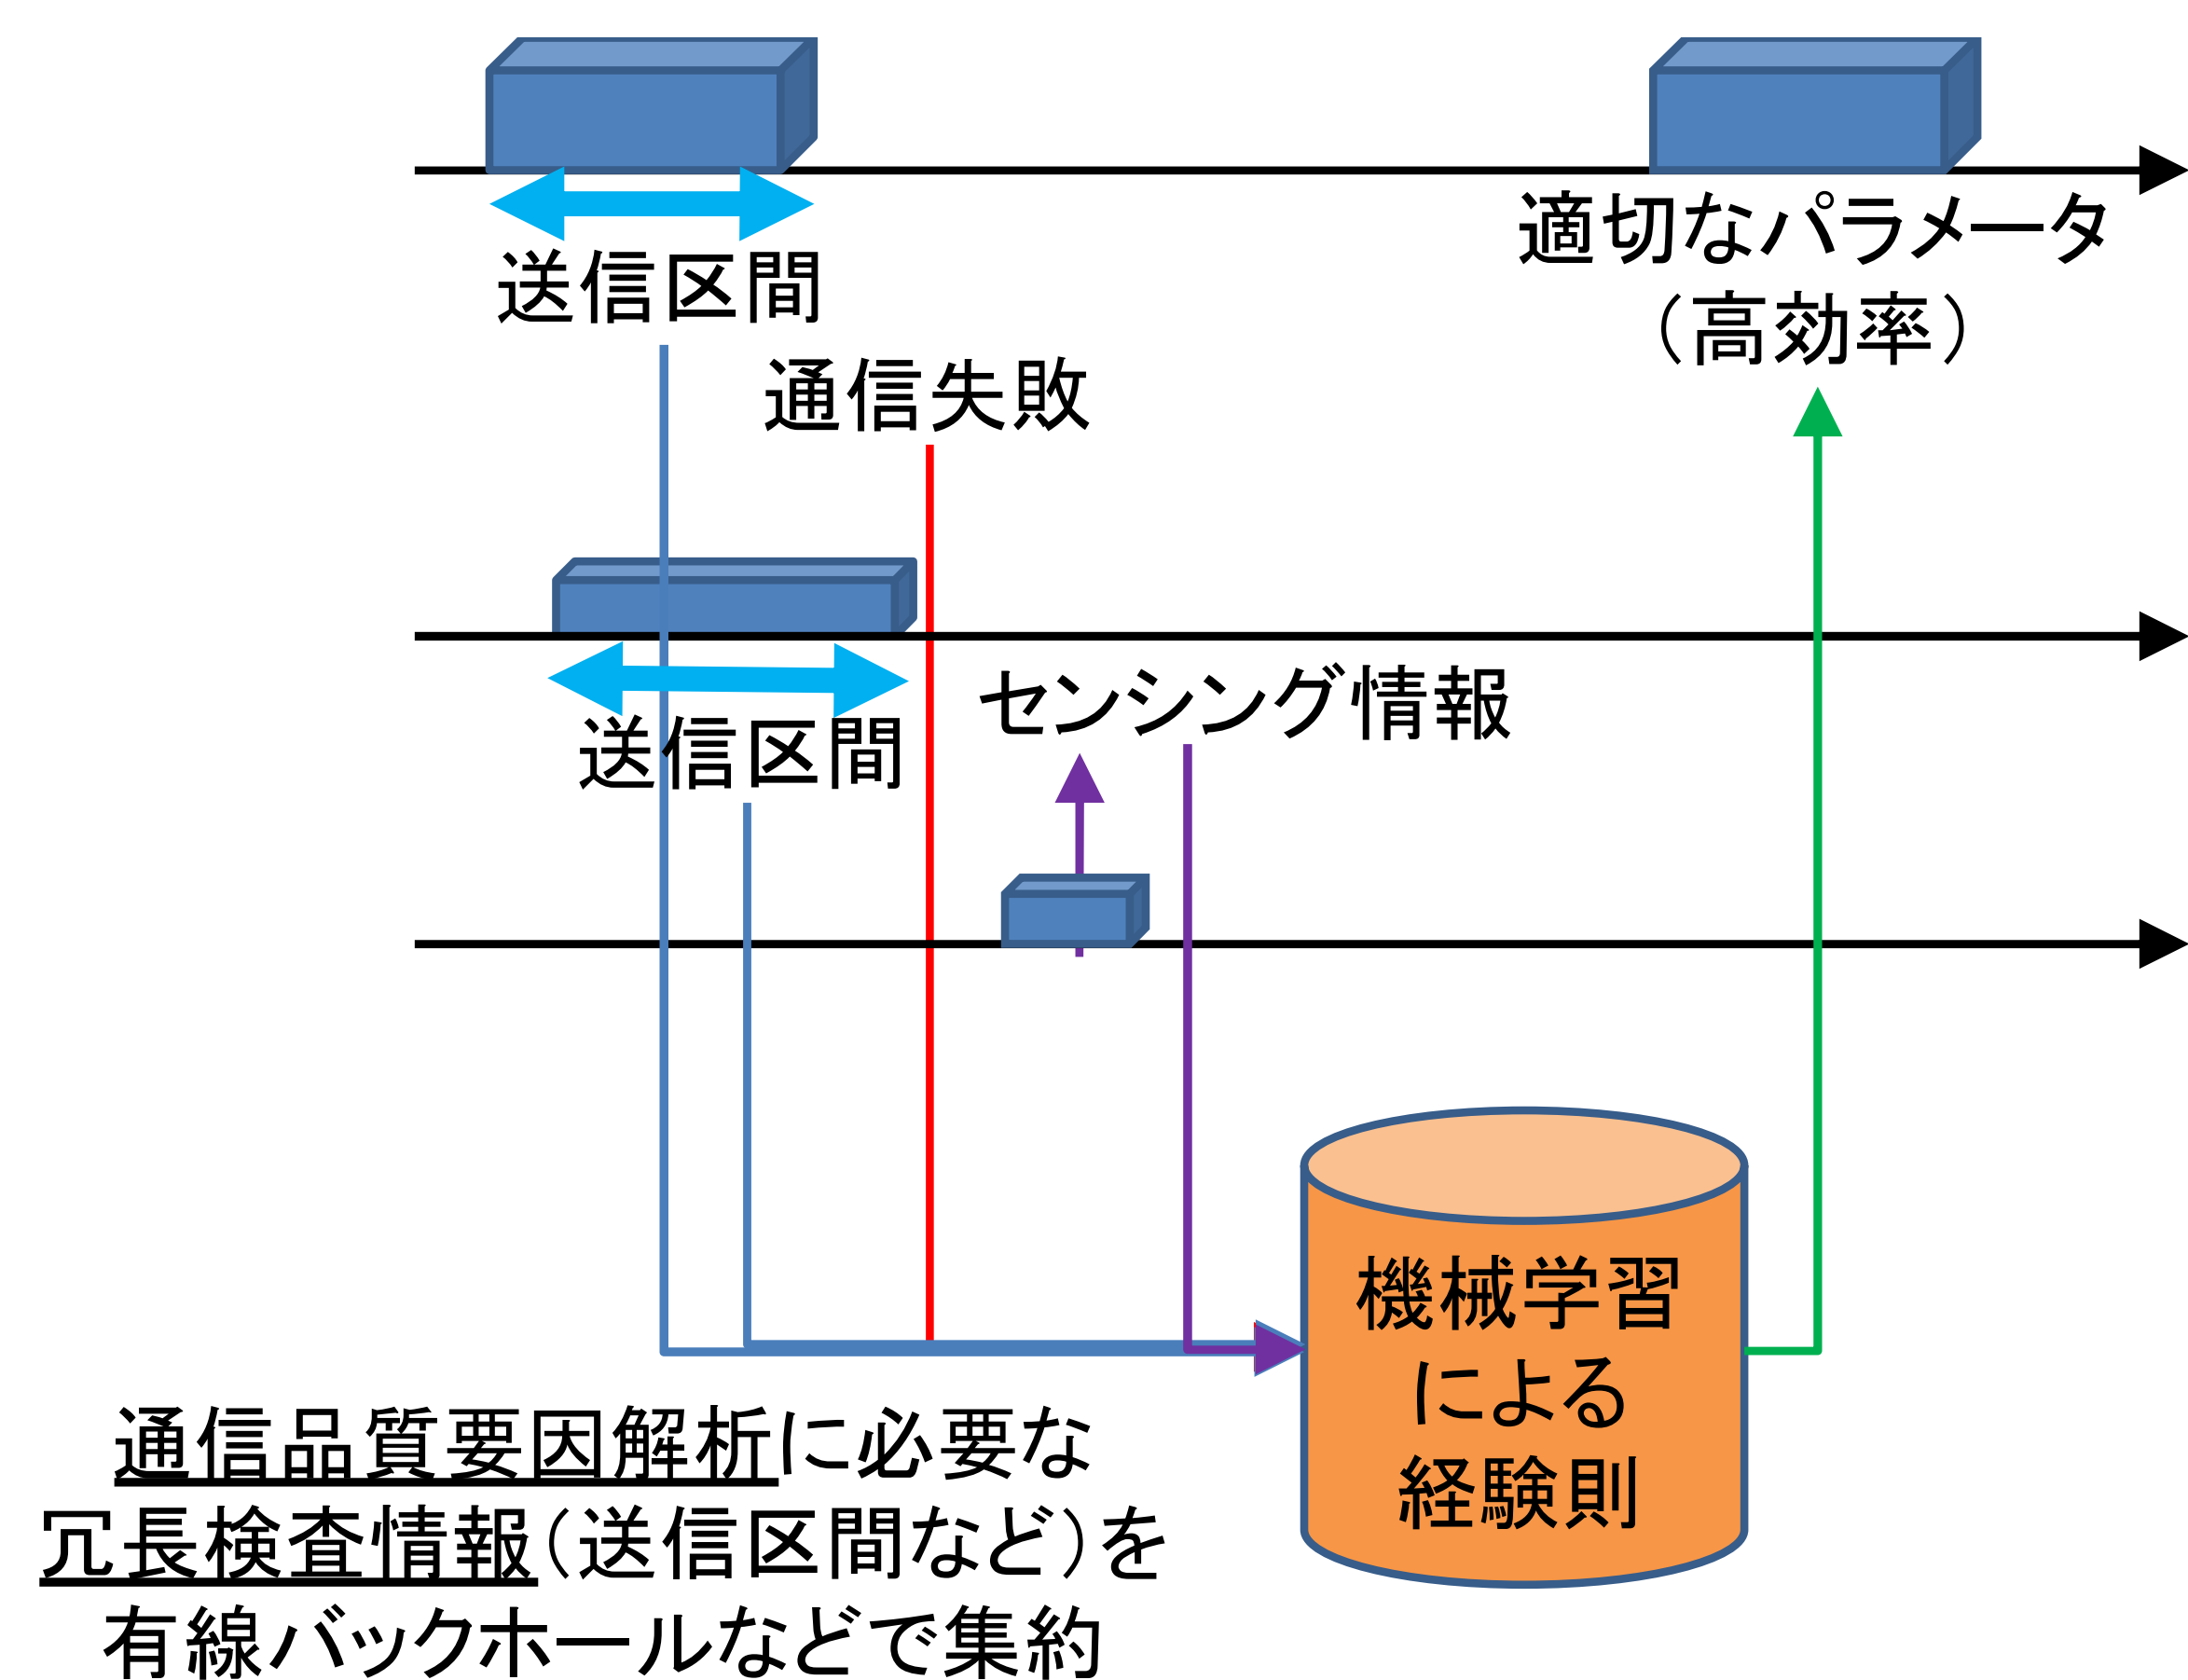 送信区間
適切なパラメータ
（高効率）
通信失敗
センシング情報
送信区間
機械学習
による
経験則
通信品質要因解析に必要な
冗長検査情報（送信区間など）を
有線バックホールなどで集約